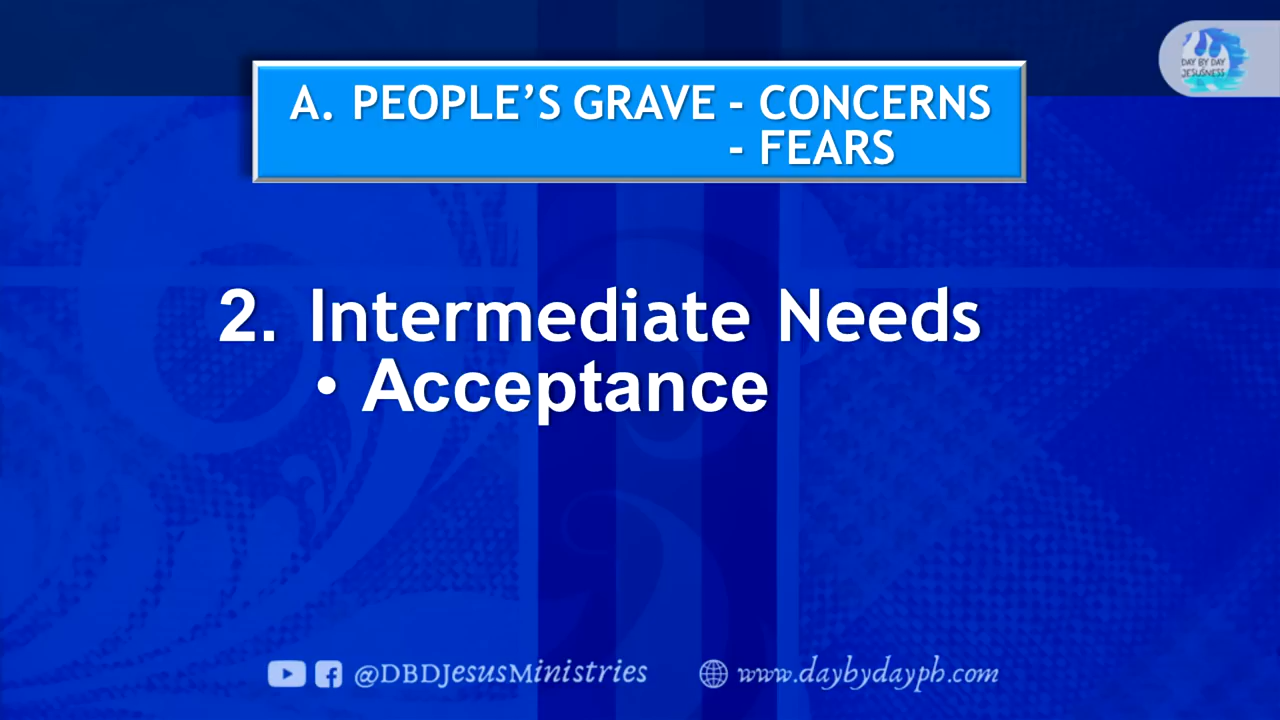 DAY BY DAY
JESUSNESS
A. PEOPLE’S GRAVE - CONCERNS
- FEARS
2. Intermediate Needs
• Acceptance
@DBDJesusMinistries
www.daybydayph.com